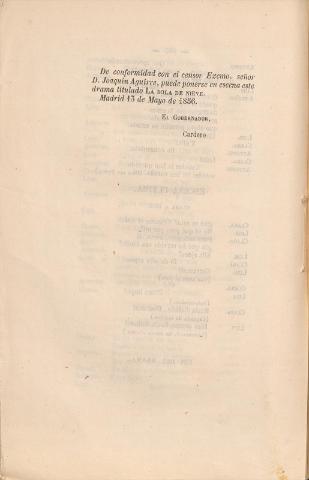 De conformidad con el censor Excmo. señor
D. Joaquin Aguirre, puede ponerse en escena este
drama titulado LA BOLA DE NIEVE.
Madrid 13 de Mayo de 1856.
EL GOBERNADOR,
Cardero.